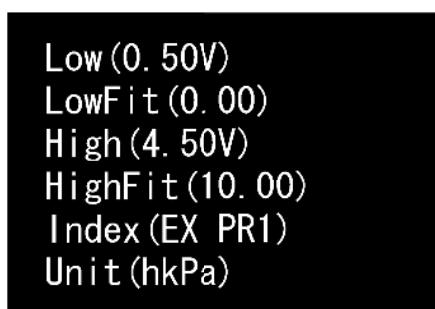 Low(0.50V)
LowFit(0.00)
High(4.50V)
HighFit(10.00)
Index(EX PR1)
Unit(hkPa)